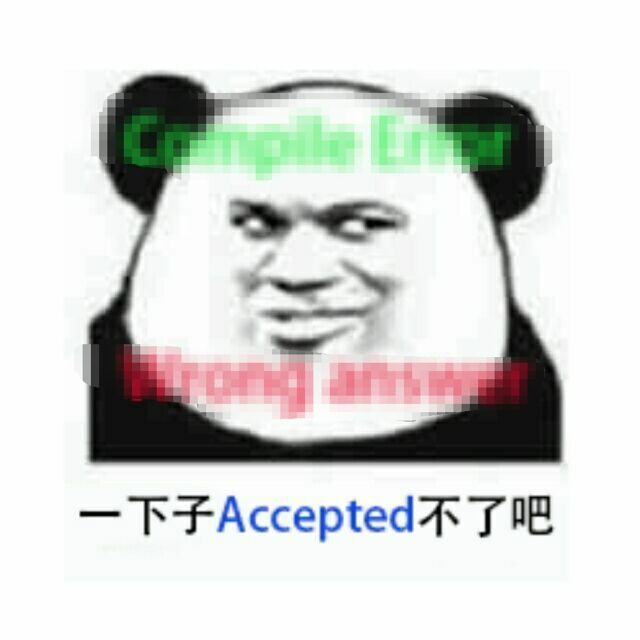 Compile Error
Wrong answer
一下子Accepted不了吧